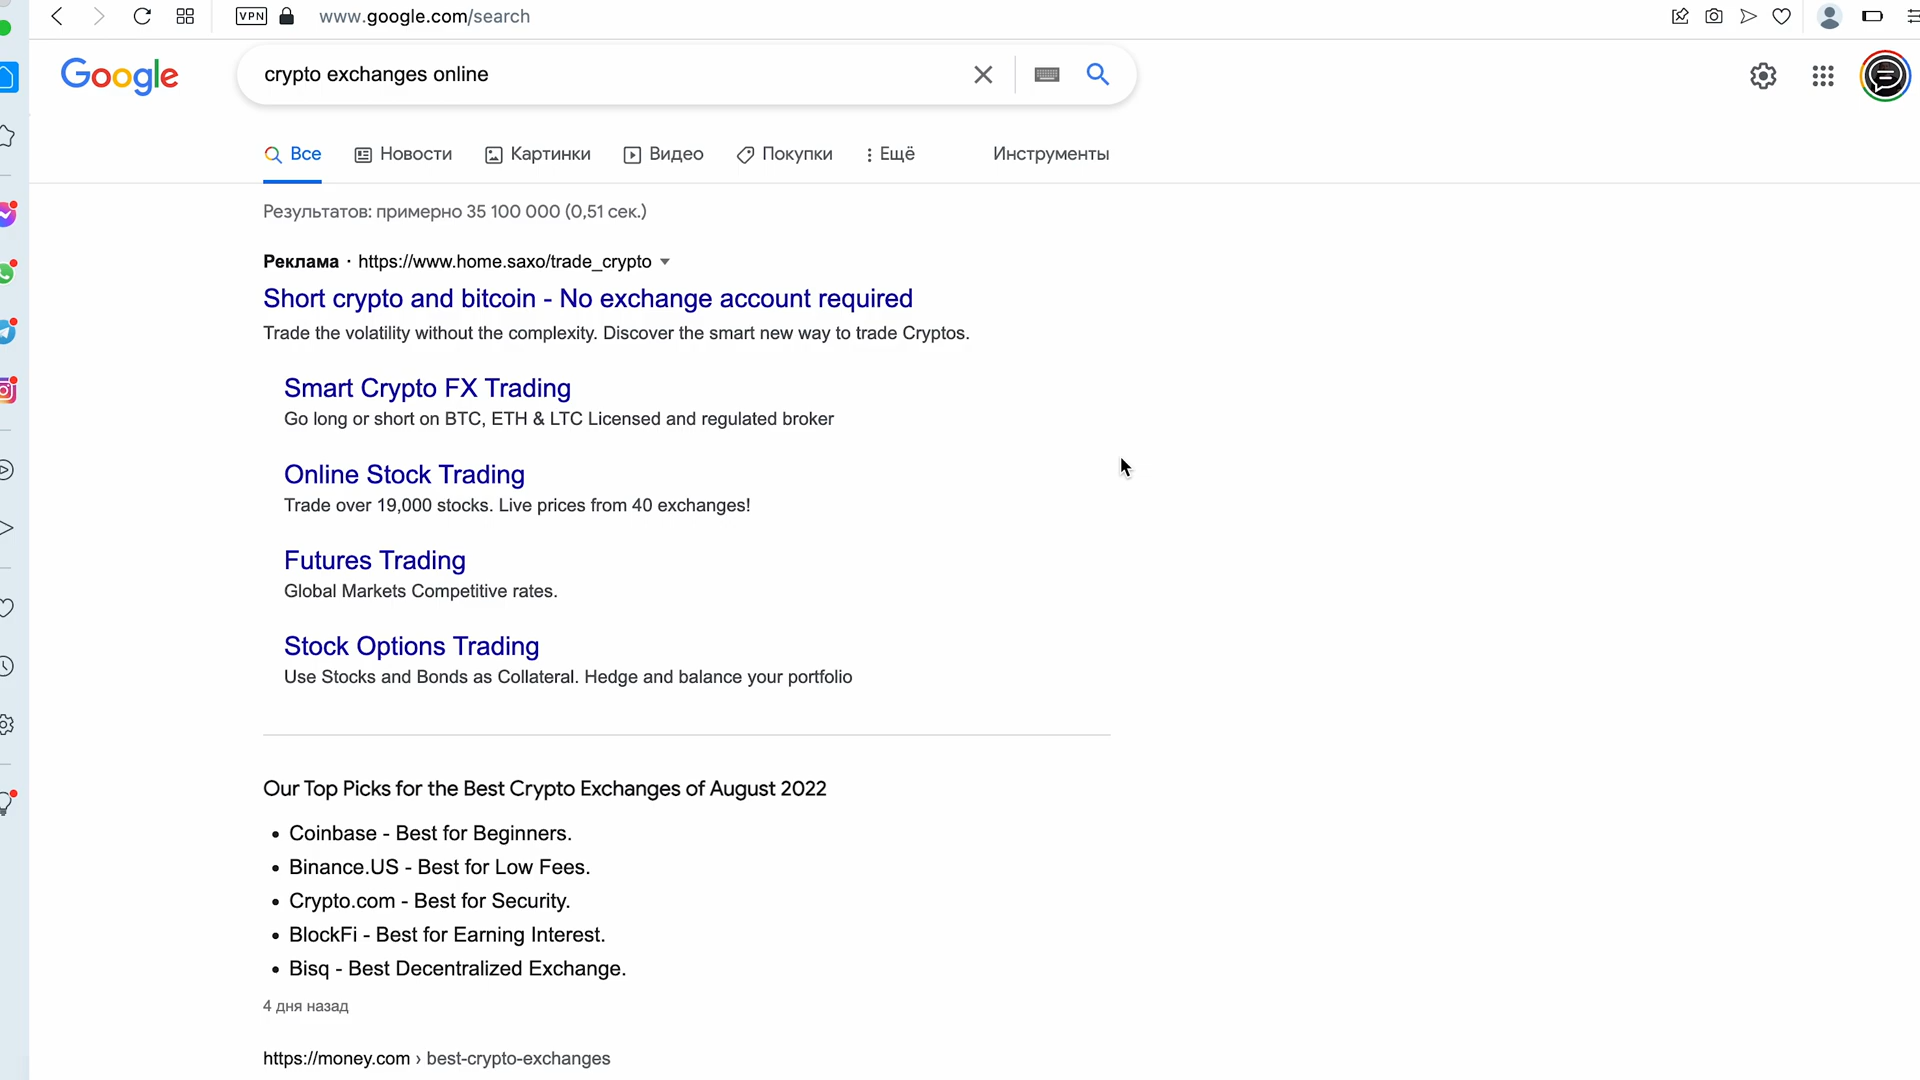 VPN www.google.com/search
Google crypto exchanges online
Все Новости Картинки Видео Покупки Ещё Инструменты
Результатов: примерно 35 100 000 (0,51 сек.)
Реклама · https://www.home.saxo/trade_crypto
Short crypto and bitcoin - No exchange account required
Trade the volatility without the complexity. Discover the smart new way to trade Cryptos.
Smart Crypto FX Trading
Go long or short on BTC, ETH & LTC Licensed and regulated broker
Online Stock Trading
Trade over 19,000 stocks. Live prices from 40 exchanges!
Futures Trading
Global Markets Competitive rates.
Stock Options Trading
Use Stocks and Bonds as Collateral. Hedge and balance your portfolio
Our Top Picks for the Best Crypto Exchanges of August 2022
• Coinbase - Best for Beginners.
• Binance.US - Best for Low Fees.
• Crypto.com - Best for Security.
• BlockFi - Best for Earning Interest.
• Bisq - Best Decentralized Exchange.
4 дня назад
https://money.com › best-crypto-exchanges